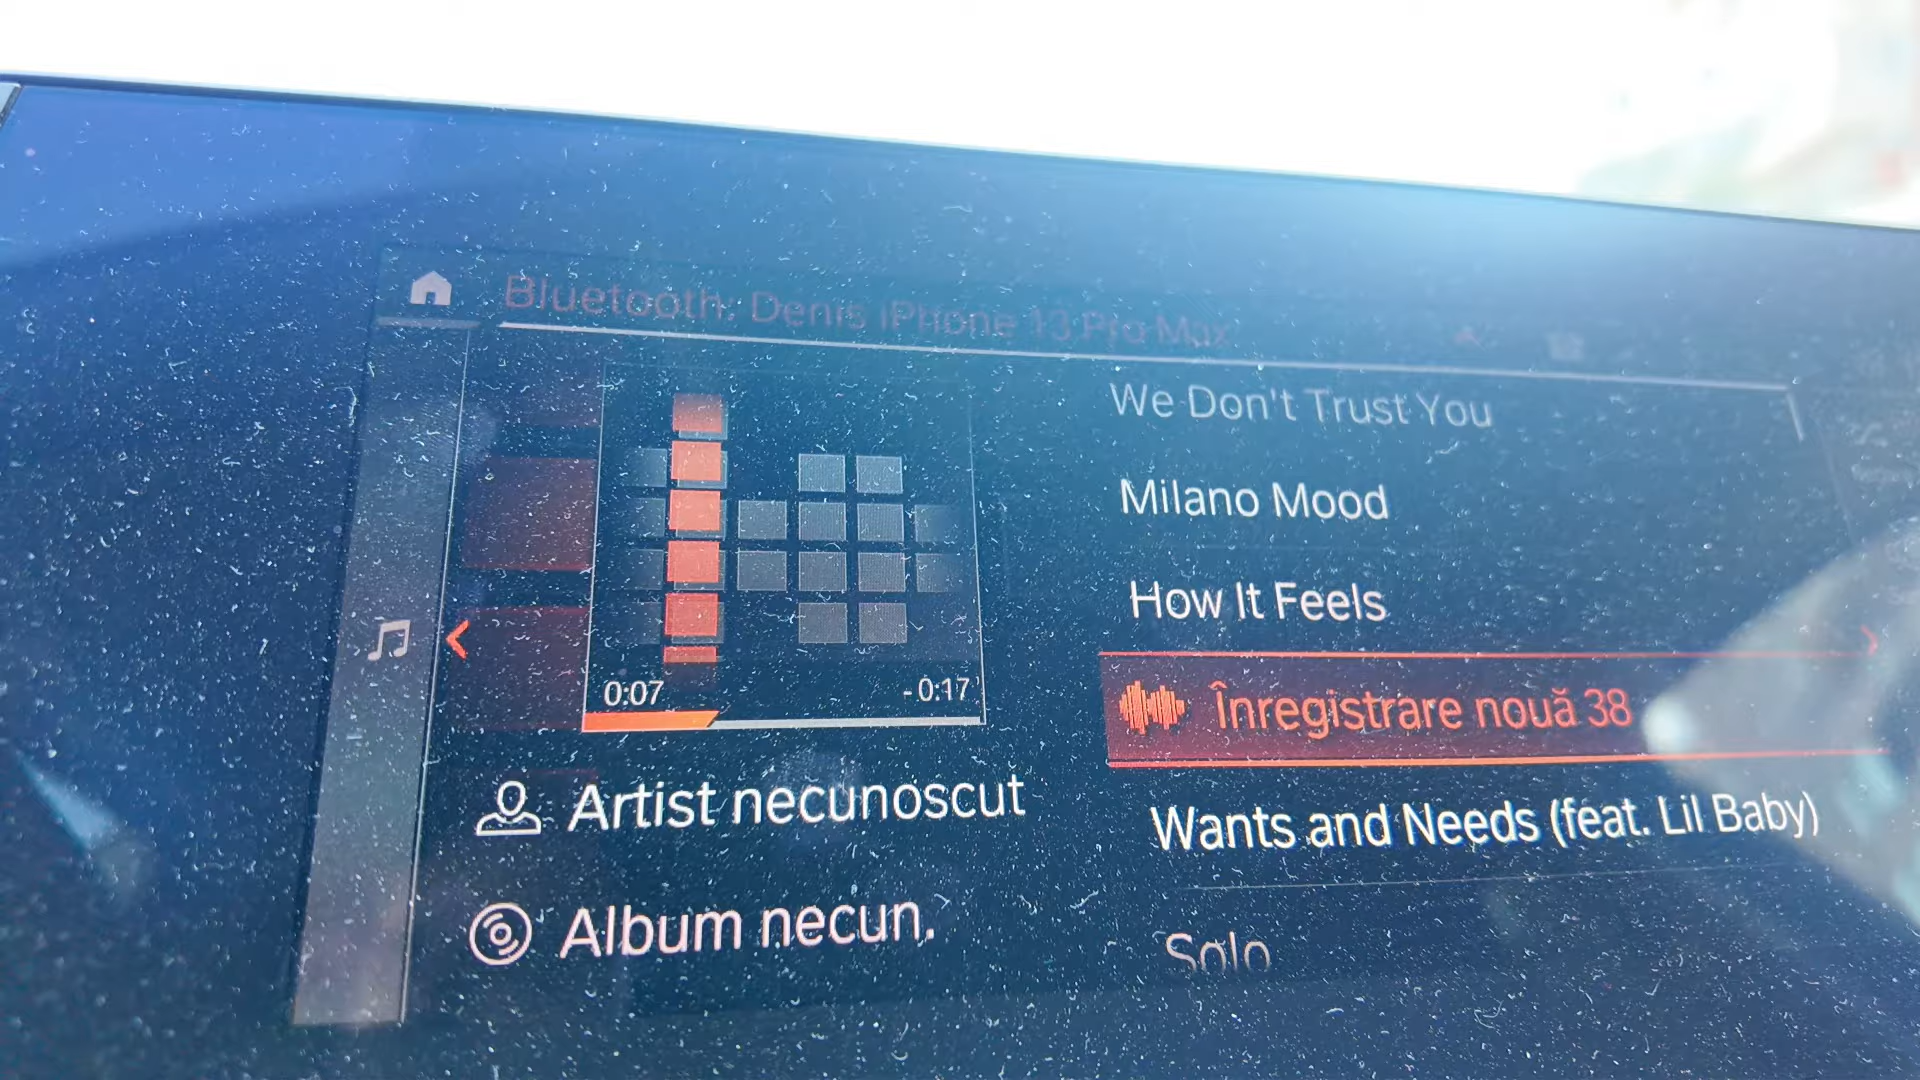 Bluetooth: Denis iPhone 13 Pro Max
We Don't Trust You
Milano Mood
How It Feels
Înregistrare nouă 38
Wants and Needs (feat. Lil Baby)
Solo
0:07
-0:17
Artist necunoscut
Album necun.